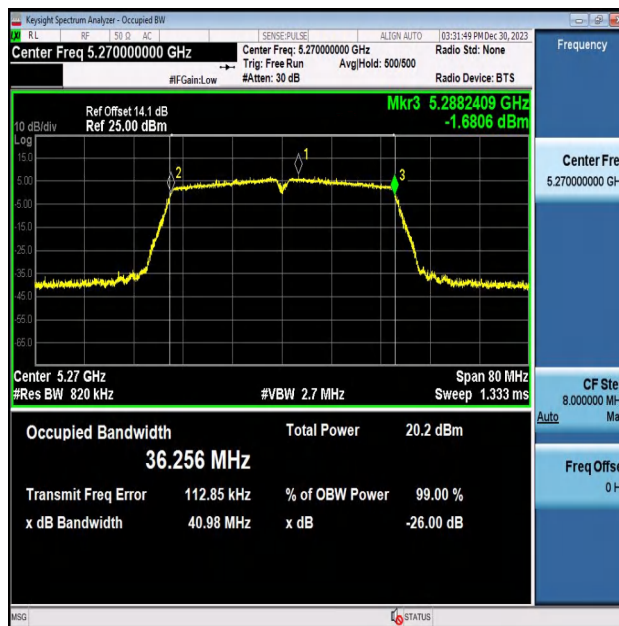 Keysight Spectrum Analyzer - Occupied BW
RL RF 50 Ω AC SENSE:PULSE ALIGN AUTO 03:31:49 PM Dec 30, 2023
Center Freq 5.270000000 GHz
Center Freq: 5.270000000 GHz
Radio Std: None
Trig: Free Run Avg|Hold: 500/500
#IFGain:Low #Atten: 30 dB
Radio Device: BTS
Frequency
Mkr3 5.2882409 GHz
-1.6806 dBm
Ref Offset 14.1 dB
10 dB/div Ref 25.00 dBm
Log
15.0
5.00
-5.00
-15.0
-25.0
-35.0
-45.0
-55.0
-65.0
1
2
3
Center 5.27 GHz Span 80 MHz
#Res BW 820 kHz #VBW 2.7 MHz Sweep 1.333 ms
Occupied Bandwidth Total Power 20.2 dBm
36.256 MHz
Transmit Freq Error 112.85 kHz % of OBW Power 99.00 %
x dB Bandwidth 40.98 MHz x dB -26.00 dB
Center Fre
5.270000000 GH
CF Ste
8.000000 MH
Auto Ma
Freq Offse
0 H
MSG STATUS